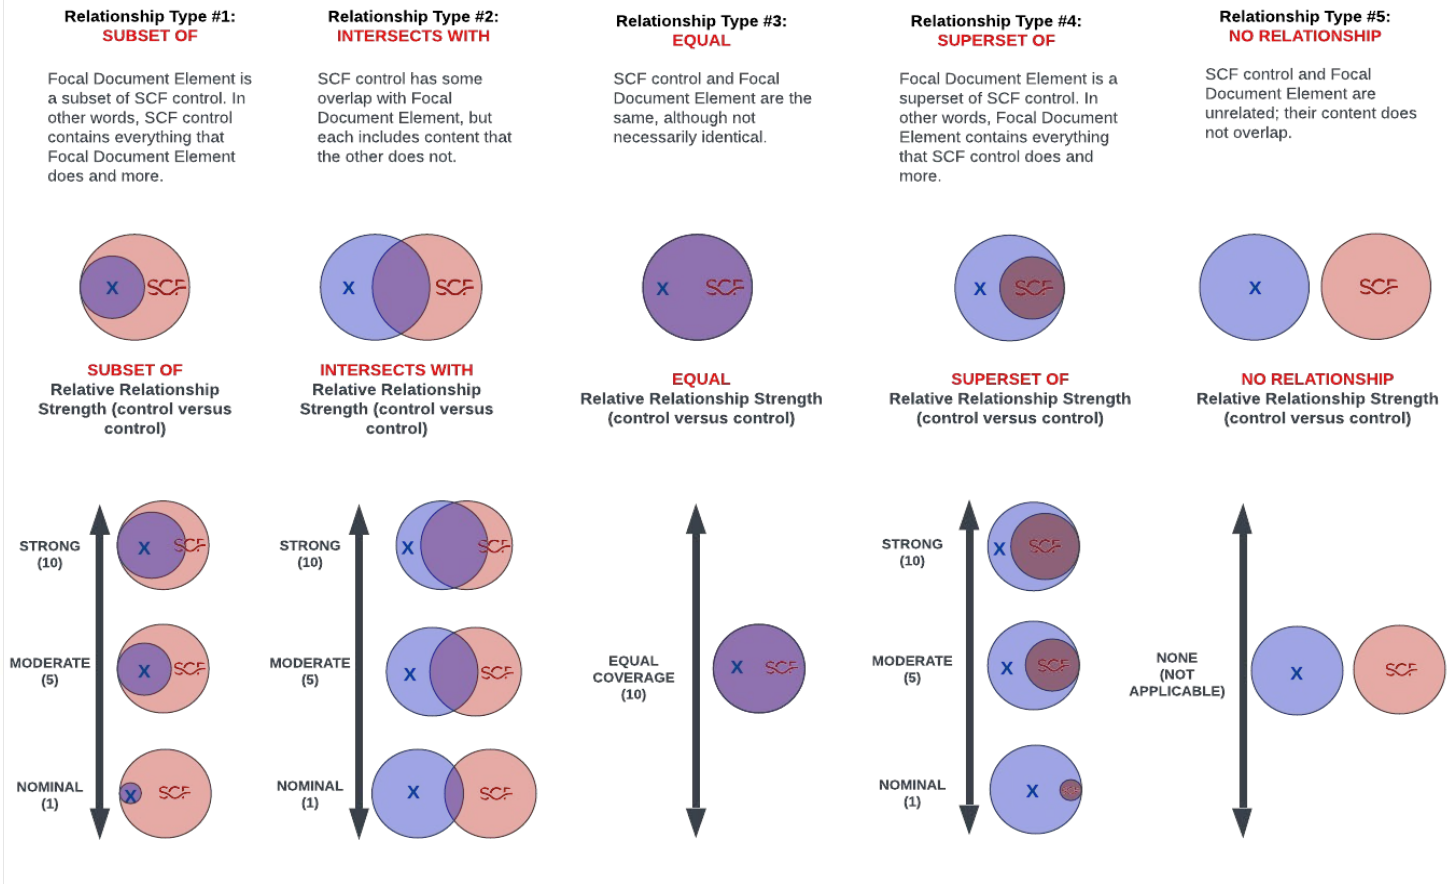 Relationship Type #1:
SUBSET OF
Focal Document Element is
a subset of SCF control. In
other words, SCF control
contains everything that
Focal Document Element
does and more.
X
SCF
SUBSET OF
Relative Relationship
Strength (control versus
control)
STRONG
(10)
X
SCF
MODERATE
(5)
X
SCF
NOMINAL
(1)
X
SCF
Relationship Type #2:
INTERSECTS WITH
SCF control has some
overlap with Focal
Document Element, but
each includes content that
the other does not.
X
SCF
INTERSECTS WITH
Relative Relationship
Strength (control versus
control)
STRONG
(10)
X
SCF
MODERATE
(5)
X
SCF
NOMINAL
(1)
X
SCF
Relationship Type #3:
EQUAL
SCF control and Focal
Document Element are the
same, although not
necessarily identical.
X
SCF
EQUAL
Relative Relationship Strength
(control versus control)
EQUAL
COVERAGE
(10)
X
SCF
Relationship Type #4:
SUPERSET OF
Focal Document Element is a
superset of SCF control. In
other words, Focal Document
Element contains everything
that SCF control does and
more.
X
SCF
SUPERSET OF
Relative Relationship Strength
(control versus control)
STRONG
(10)
X
SCF
MODERATE
(5)
X
SCF
NOMINAL
(1)
X
SCF
Relationship Type #5:
NO RELATIONSHIP
SCF control and Focal
Document Element are
unrelated; their content does
not overlap.
X
SCF
NO RELATIONSHIP
Relative Relationship Strength
(control versus control)
NONE
(NOT
APPLICABLE)
X
SCF